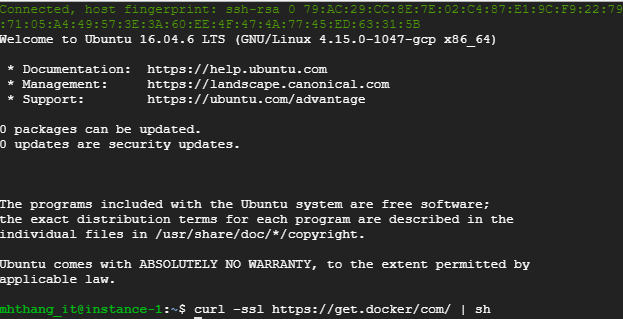 Connected, host fingerprint: ssh-rsa 0 79:AC:29:CC:8E:7E:02:C4:87:E1:9C:F9:22:79
:71:05:A4:49:57:3E:3A:60:EE:4F:47:4A:77:45:ED:63:31:5B
Welcome to Ubuntu 16.04.6 LTS (GNU/Linux 4.15.0-1047-gcp x86_64)
* Documentation:  https://help.ubuntu.com
* Management:     https://landscape.canonical.com
* Support:        https://ubuntu.com/advantage
0 packages can be updated.
0 updates are security updates.
The programs included with the Ubuntu system are free software;
the exact distribution terms for each program are described in the
individual files in /usr/share/doc/*/copyright.
Ubuntu comes with ABSOLUTELY NO WARRANTY, to the extent permitted by
applicable law.
mhthang_it@instance-1:~$ curl -ssl https://get.docker/com/ | sh